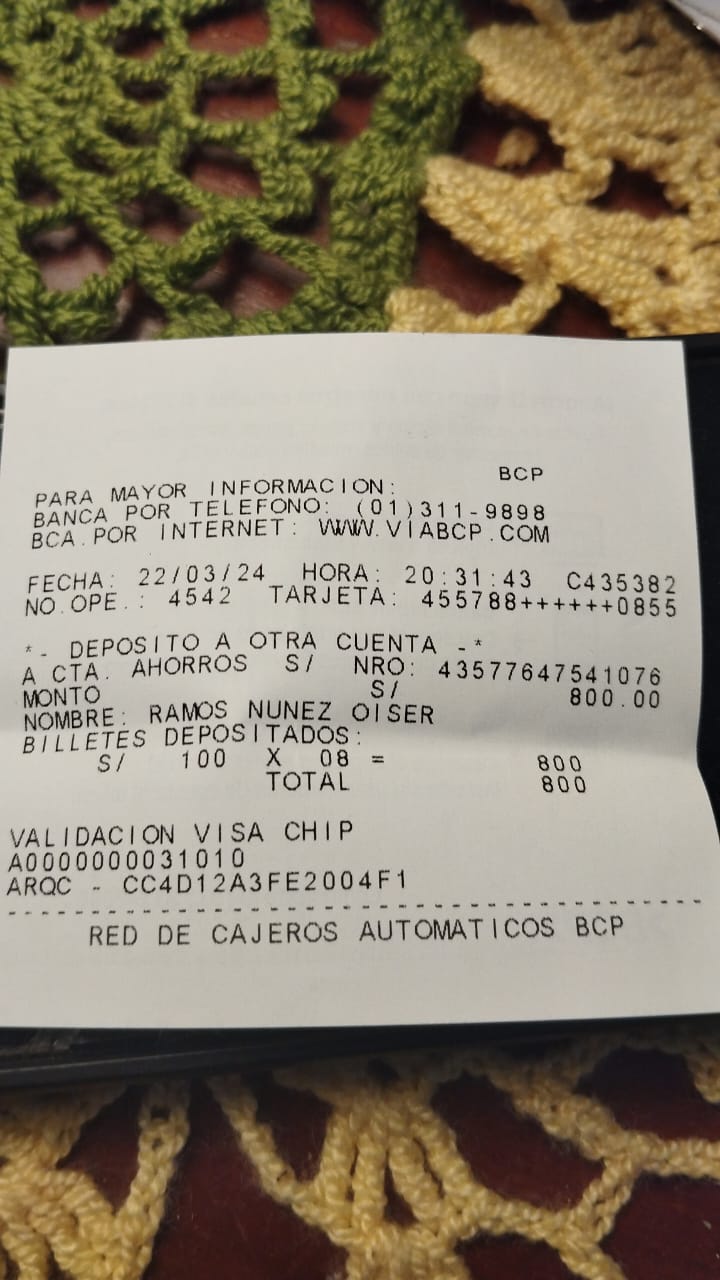 BCP
PARA MAYOR INFORMACION:
BANCA POR TELEFONO: (01)311-9898
BCA.POR INTERNET: WWW.VIABCP.COM
FECHA: 22/03/24 HORA: 20:31:43 C435382
NO.OPE.: 4542 TARJETA: 455788++++++0855
*- DEPOSITO A OTRA CUENTA -*
A CTA. AHORROS S/ NRO: 43577647541076
MONTO S/ 800.00
NOMBRE: RAMOS NUNEZ OISER
BILLETES DEPOSITADOS:
S/ 100 X 08 = 800
TOTAL 800
VALIDACION VISA CHIP
A0000000031010
ARQC - CC4D12A3FE2004F1
----------------------------------------
RED DE CAJEROS AUTOMATICOS BCP